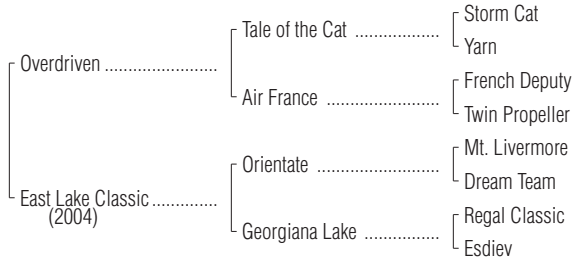 Storm Cat
Tale of the Cat ..................
Yarn
Overdriven ........................
French Deputy
Air France ........................
Twin Propeller
Mt. Livermore
Orientate ..........................
Dream Team
East Lake Classic ..............
(2004)
Regal Classic
Georgiana Lake ................
Esdiev